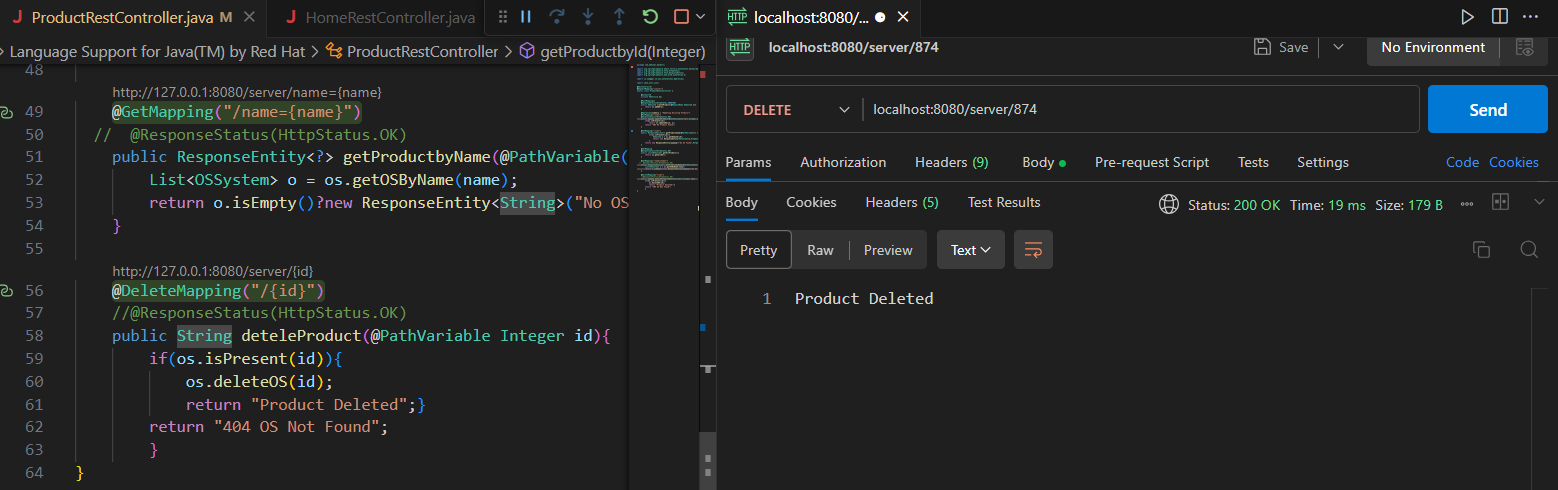 ProductRestController.java M
HomeRestController.java
Language Support for Java(TM) by Red Hat > ProductRestController > getProductbyId(Integer)
48
http://127.0.0.1:8080/server/name={name}
49 @GetMapping("/name={name}")
50 // @ResponseStatus(HttpStatus.OK)
51 public ResponseEntity<?> getProductbyName(@PathVariable(
52 List<OSSystem> o = os.getOSByName(name);
53 return o.isEmpty()?new ResponseEntity<String>("No OS
54 }
55
http://127.0.0.1:8080/server/{id}
56 @DeleteMapping("/{id}")
57 //@ResponseStatus(HttpStatus.OK)
58 public String deteleProduct(@PathVariable Integer id){
59 if(os.isPresent(id)){
60 os.deleteOS(id);
61 return "Product Deleted";}
62 return "404 OS Not Found";
63 }
64 }
HTTP localhost:8080/...
HTTP localhost:8080/server/874
Save
No Environment
DELETE localhost:8080/server/874
Send
Params Authorization Headers (9) Body Pre-request Script Tests Settings Code Cookies
Body Cookies Headers (5) Test Results Status: 200 OK Time: 19 ms Size: 179 B
Pretty Raw Preview Text
1 Product Deleted